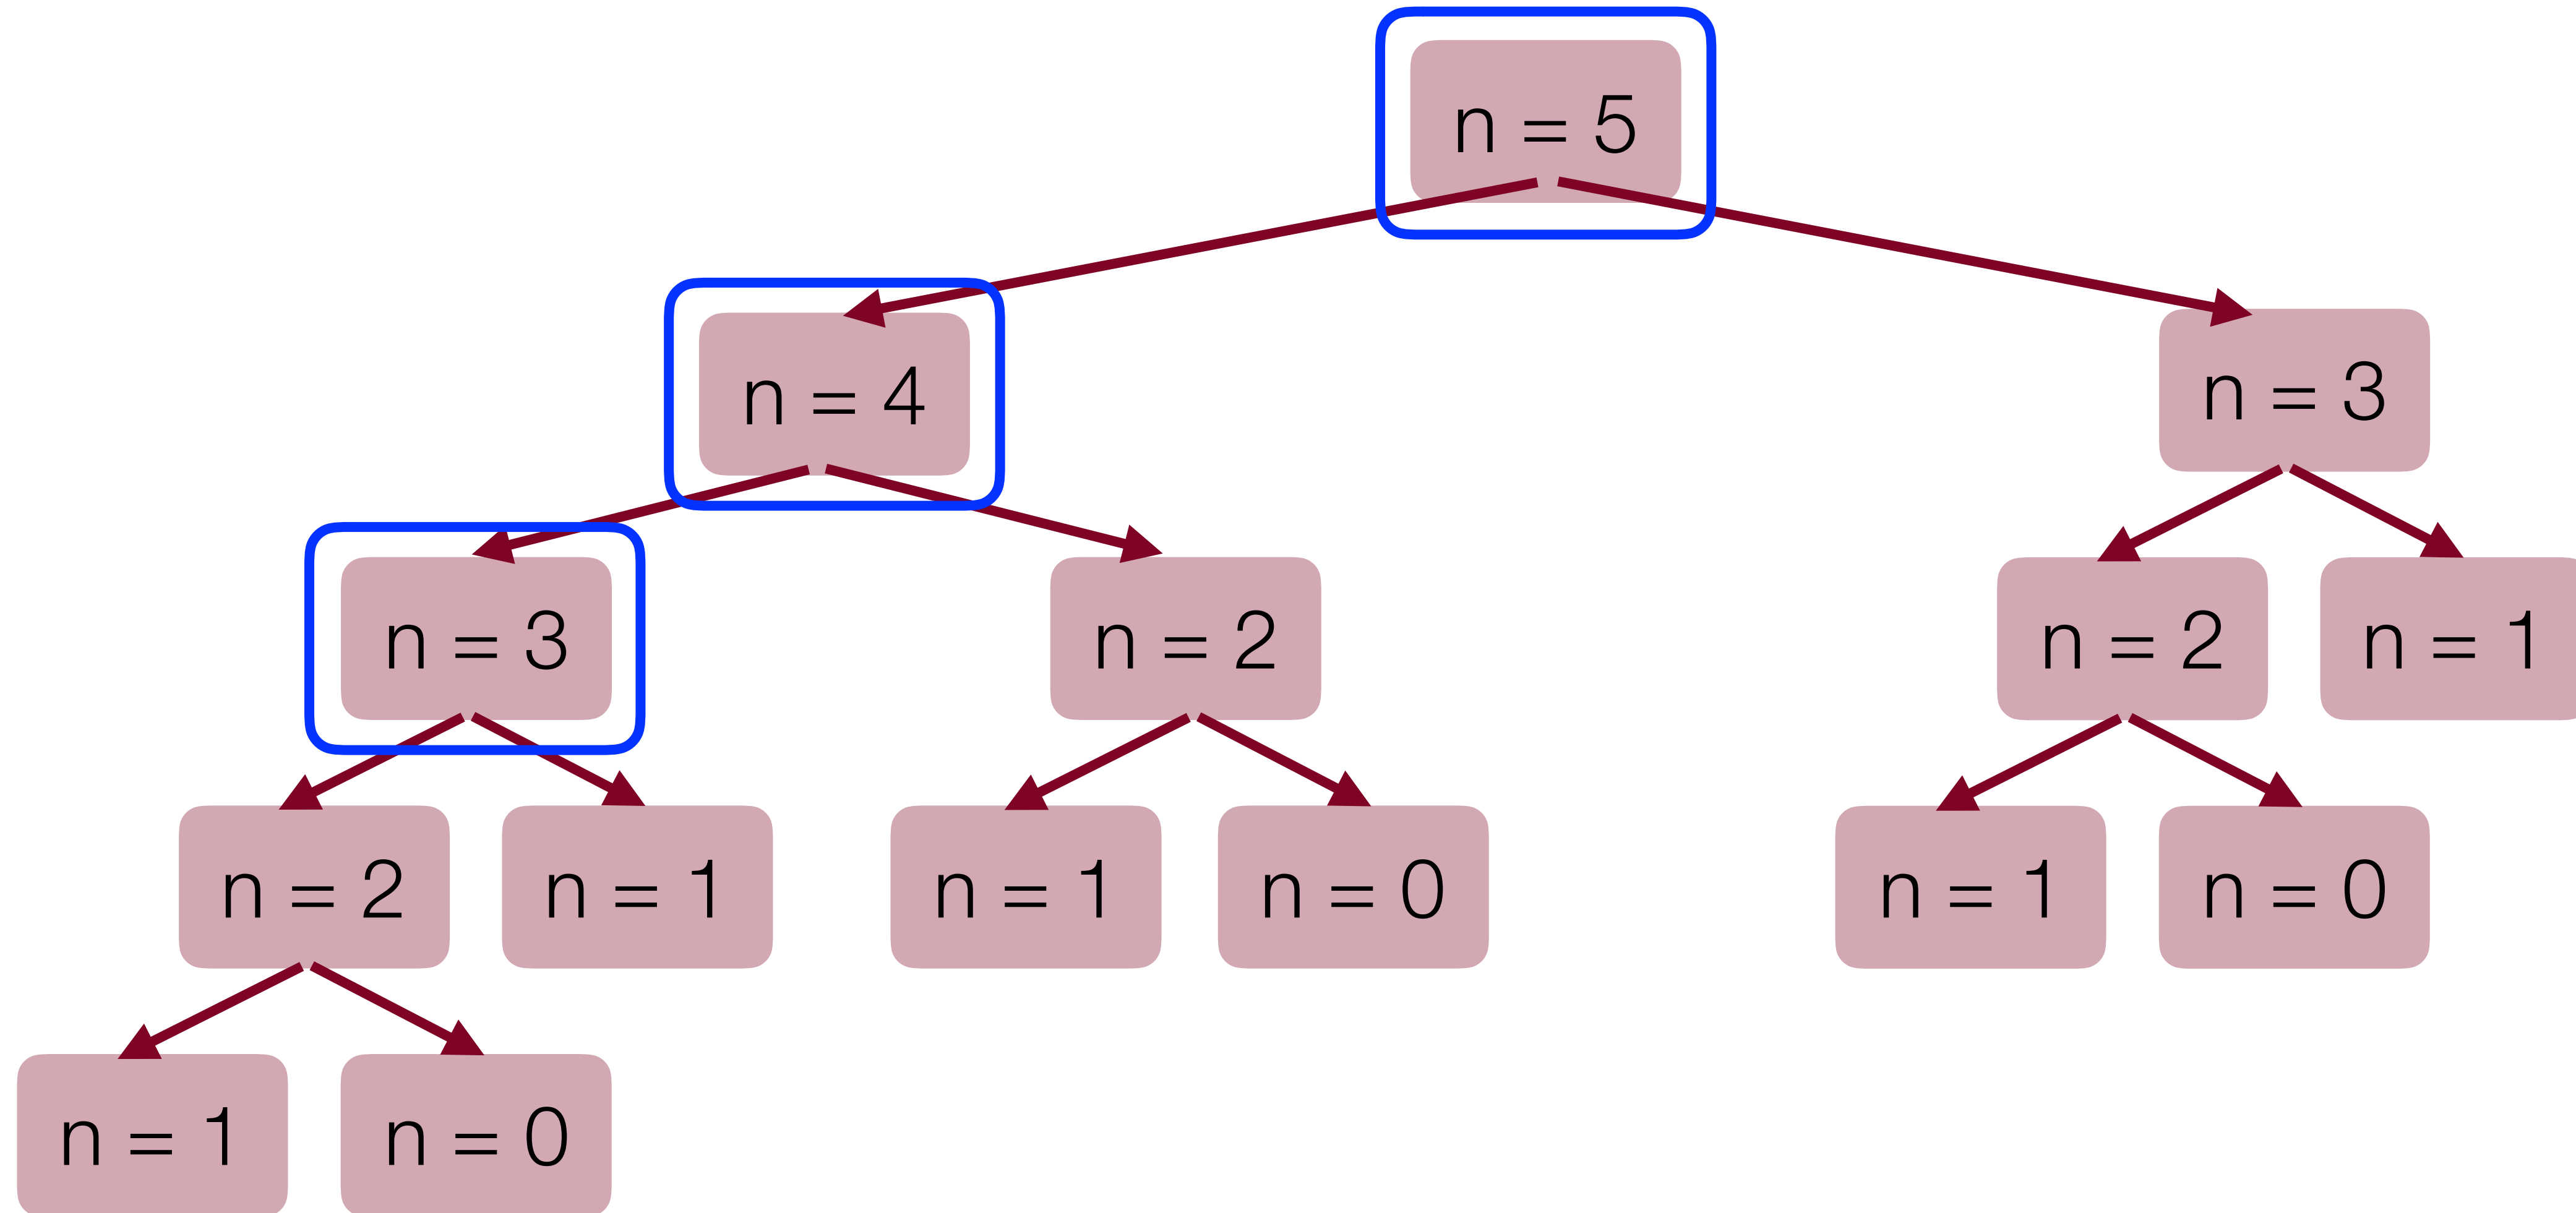 n = 5
n = 4
n = 3
n = 3
n = 2
n = 2
n = 1
n = 2
n = 1
n = 1
n = 0
n = 1
n = 0
n = 1
n = 0